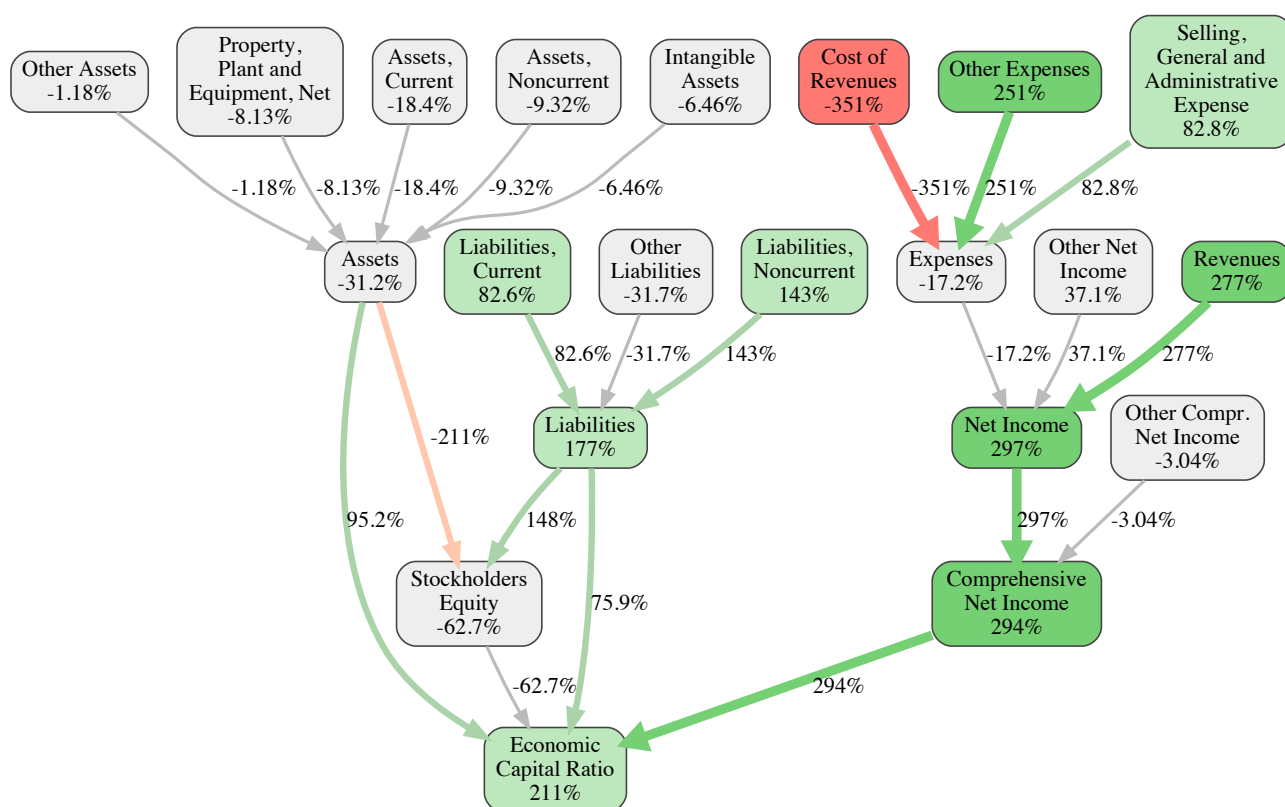 Other Assets
-1.18%
Property,
Plant and
Equipment, Net
-8.13%
Assets,
Current
-18.4%
Assets,
Noncurrent
-9.32%
Intangible
Assets
-6.46%
Cost of
Revenues
-351%
Other Expenses
251%
Selling,
General and
Administrative
Expense
82.8%
-1.18%
-8.13%
-18.4%
-9.32%
-6.46%
-351%
251%
82.8%
Assets
-31.2%
Liabilities,
Current
82.6%
Other
Liabilities
-31.7%
Liabilities,
Noncurrent
143%
Expenses
-17.2%
Other Net
Income
37.1%
Revenues
277%
82.6%
-31.7%
143%
-17.2%
37.1%
277%
-211%
Liabilities
177%
Net Income
297%
Other Compr.
Net Income
-3.04%
95.2%
148%
297%
-3.04%
Stockholders
Equity
-62.7%
75.9%
Comprehensive
Net Income
294%
-62.7%
294%
Economic
Capital Ratio
211%